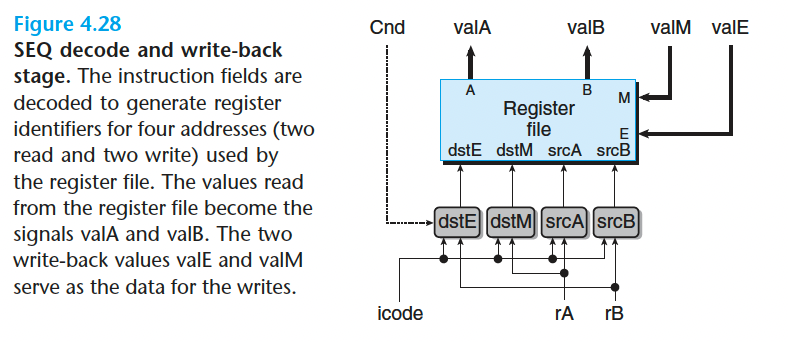 Figure 4.28
SEQ decode and write-back
stage. The instruction fields are
decoded to generate register
identifiers for four addresses (two
read and two write) used by
the register file. The values read
from the register file become the
signals valA and valB. The two
write-back values valE and valM
serve as the data for the writes.
Cnd valA valB valM valE
A B M
Register
file
E
dstE dstM srcA srcB
dstE dstM srcA srcB
icode rA rB